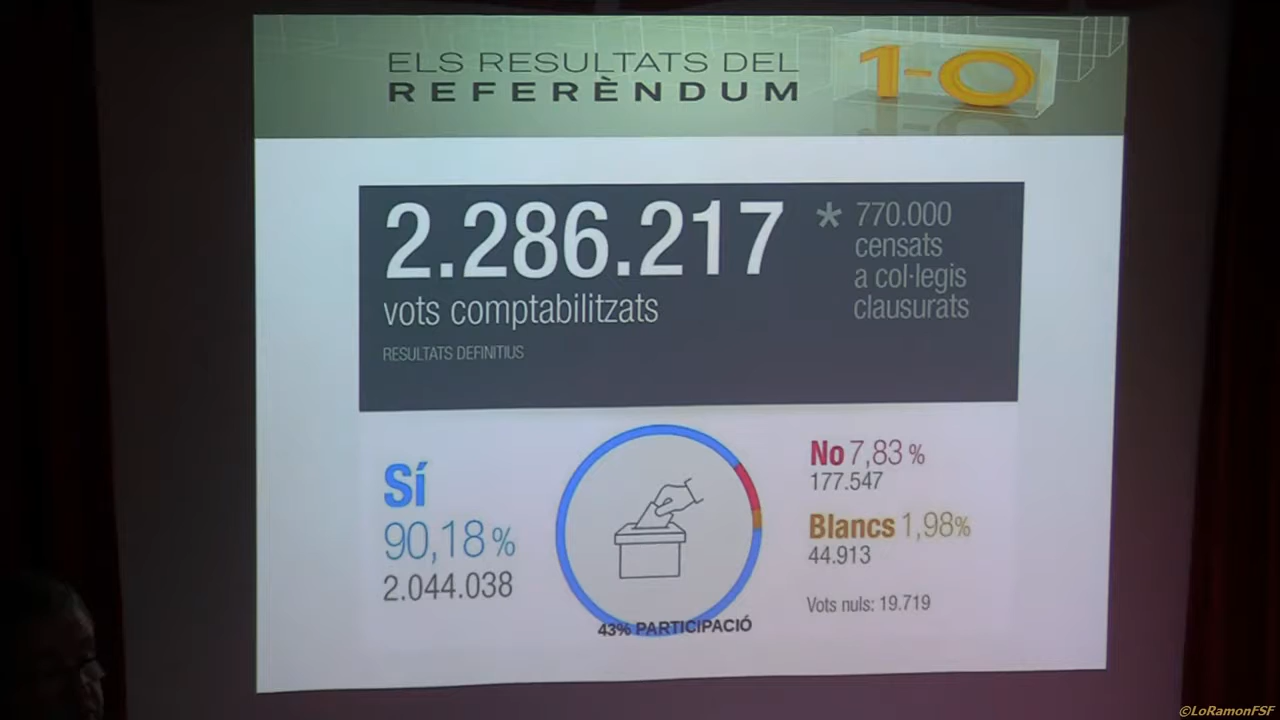 ELS RESULTATS DEL
REFERÈNDUM
1-O
2.286.217
vots comptabilitzats
RESULTATS DEFINITIUS
* 770.000
censats
a col·legis
clausurats
Sí
90,18 %
2.044.038
43% PARTICIPACIÓ
No 7,83 %
177.547
Blancs 1,98%
44.913
Vots nuls: 19.719
©LoRamonFSF